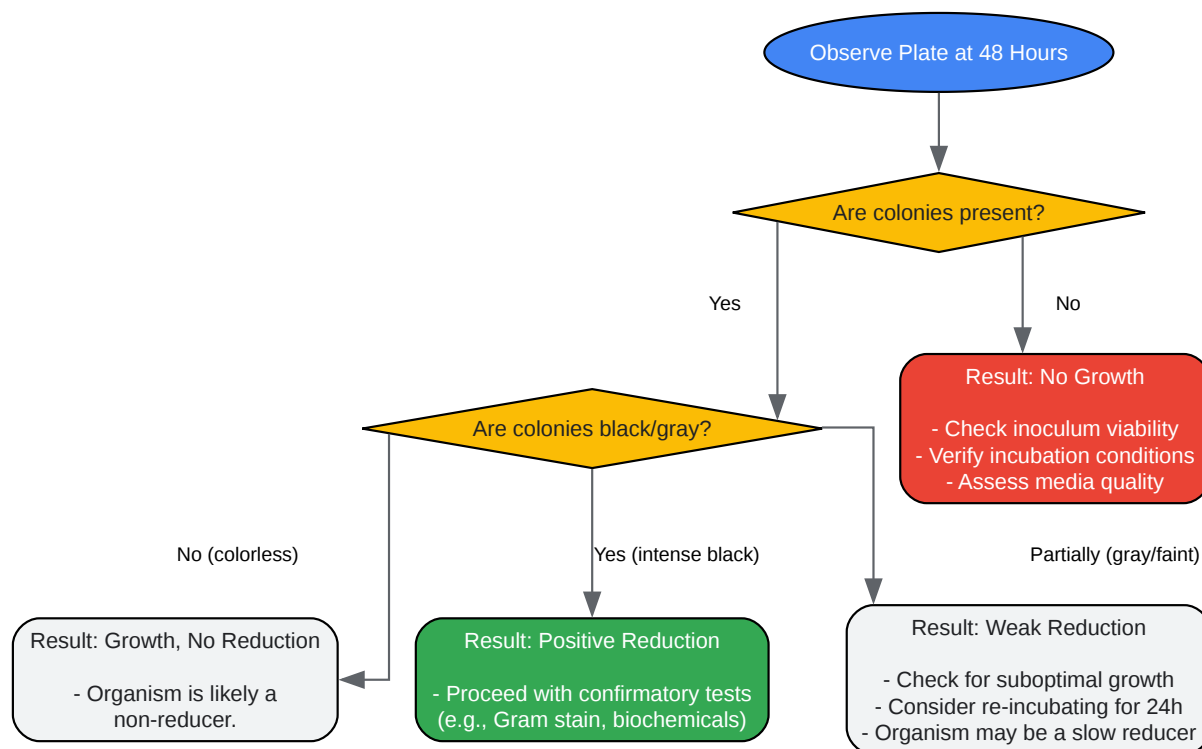 Observe Plate at 48 Hours
Are colonies present?
Yes
No
Result: No Growth
- Check inoculum viability
- Verify incubation conditions
- Assess media quality
Are colonies black/gray?
No (colorless)
Yes (intense black)
Partially (gray/faint)
Result: Growth, No Reduction
- Organism is likely a
non-reducer.
Result: Positive Reduction
- Proceed with confirmatory tests
(e.g., Gram stain, biochemicals)
Result: Weak Reduction
- Check for suboptimal growth
- Consider re-incubating for 24h
- Organism may be a slow reducer